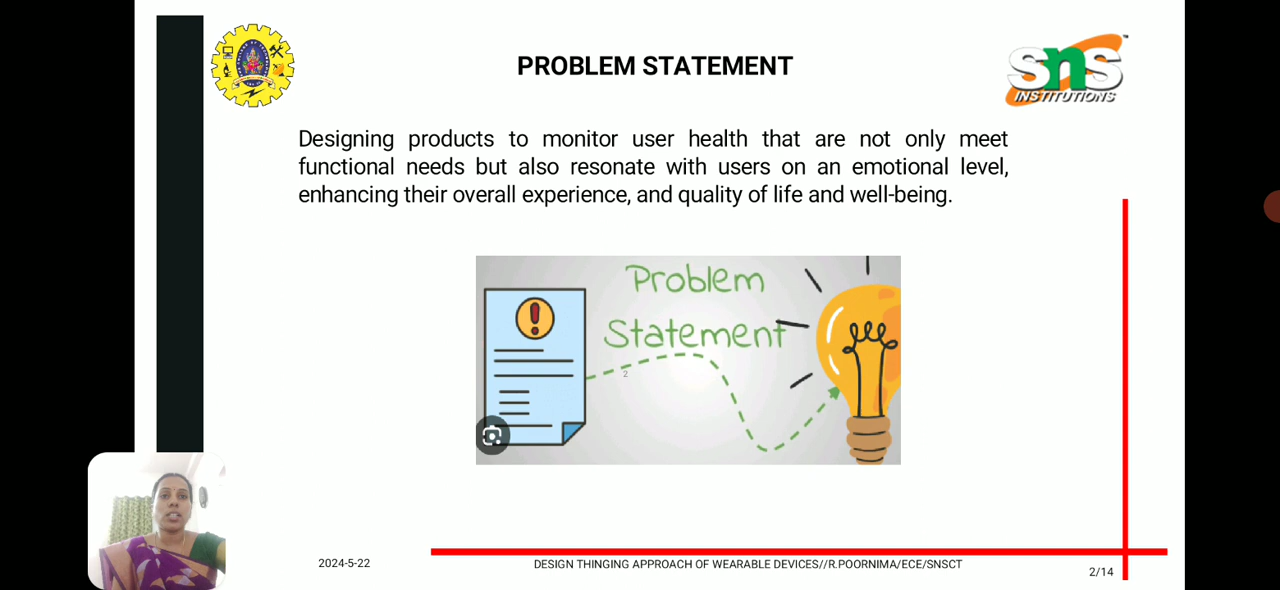 PROBLEM STATEMENT
SNS
INSTITUTIONS
TM
Designing products to monitor user health that are not only meet
functional needs but also resonate with users on an emotional level,
enhancing their overall experience, and quality of life and well-being.
Problem
Statement
2
2024-5-22
DESIGN THINGING APPROACH OF WEARABLE DEVICES//R.POORNIMA/ECE/SNSCT
2/14